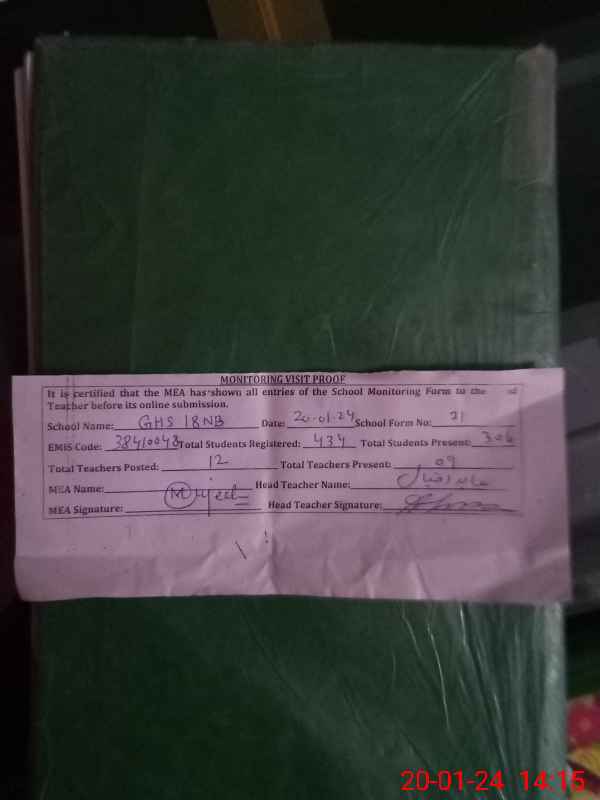 MONITORING VISIT PROOF
It is certified that the MEA has shown all entries of the School Monitoring Form to the
Teacher before its online submission.
School Name: GHS 18NB Date: 20-01-24 School Form No: 21
EMIS Code: 38410048 Total Students Registered: 434 Total Students Present: 306
Total Teachers Posted: 12 Total Teachers Present: 09
MEA Name: Mujeeb Head Teacher Name:
MEA Signature: Head Teacher Signature:
20-01-24 14:15